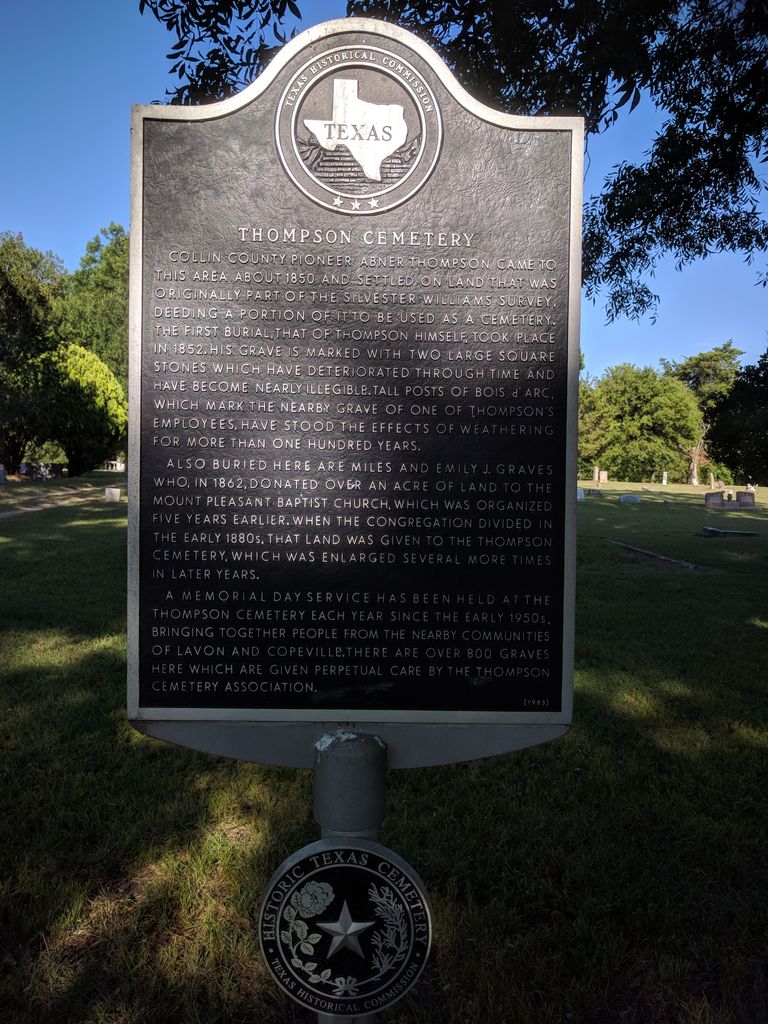 TEXAS HISTORICAL COMMISSION
TEXAS
THOMPSON CEMETERY
COLLIN COUNTY PIONEER ABNER THOMPSON CAME TO
THIS AREA ABOUT 1850 AND SETTLED ON LAND THAT WAS
ORIGINALLY PART OF THE SILVESTER WILLIAMS SURVEY,
DEEDING A PORTION OF IT TO BE USED AS A CEMETERY.
THE FIRST BURIAL, THAT OF THOMPSON HIMSELF, TOOK PLACE
IN 1852. HIS GRAVE IS MARKED WITH TWO LARGE SQUARE
STONES WHICH HAVE DETERIORATED THROUGH TIME AND
HAVE BECOME NEARLY ILLEGIBLE. TALL POSTS OF BOIS d'ARC,
WHICH MARK THE NEARBY GRAVE OF ONE OF THOMPSON'S
EMPLOYEES, HAVE STOOD THE EFFECTS OF WEATHERING
FOR MORE THAN ONE HUNDRED YEARS.
ALSO BURIED HERE ARE MILES AND EMILY J. GRAVES
WHO, IN 1862, DONATED OVER AN ACRE OF LAND TO THE
MOUNT PLEASANT BAPTIST CHURCH, WHICH WAS ORGANIZED
FIVE YEARS EARLIER. WHEN THE CONGREGATION DIVIDED IN
THE EARLY 1880s, THAT LAND WAS GIVEN TO THE THOMPSON
CEMETERY, WHICH WAS ENLARGED SEVERAL MORE TIMES
IN LATER YEARS.
A MEMORIAL DAY SERVICE HAS BEEN HELD AT THE
THOMPSON CEMETERY EACH YEAR SINCE THE EARLY 1950s,
BRINGING TOGETHER PEOPLE FROM THE NEARBY COMMUNITIES
OF LAVON AND COPEVILLE. THERE ARE OVER 800 GRAVES
HERE WHICH ARE GIVEN PERPETUAL CARE BY THE THOMPSON
CEMETERY ASSOCIATION.
(1983)
HISTORIC TEXAS CEMETERY
TEXAS HISTORICAL COMMISSION